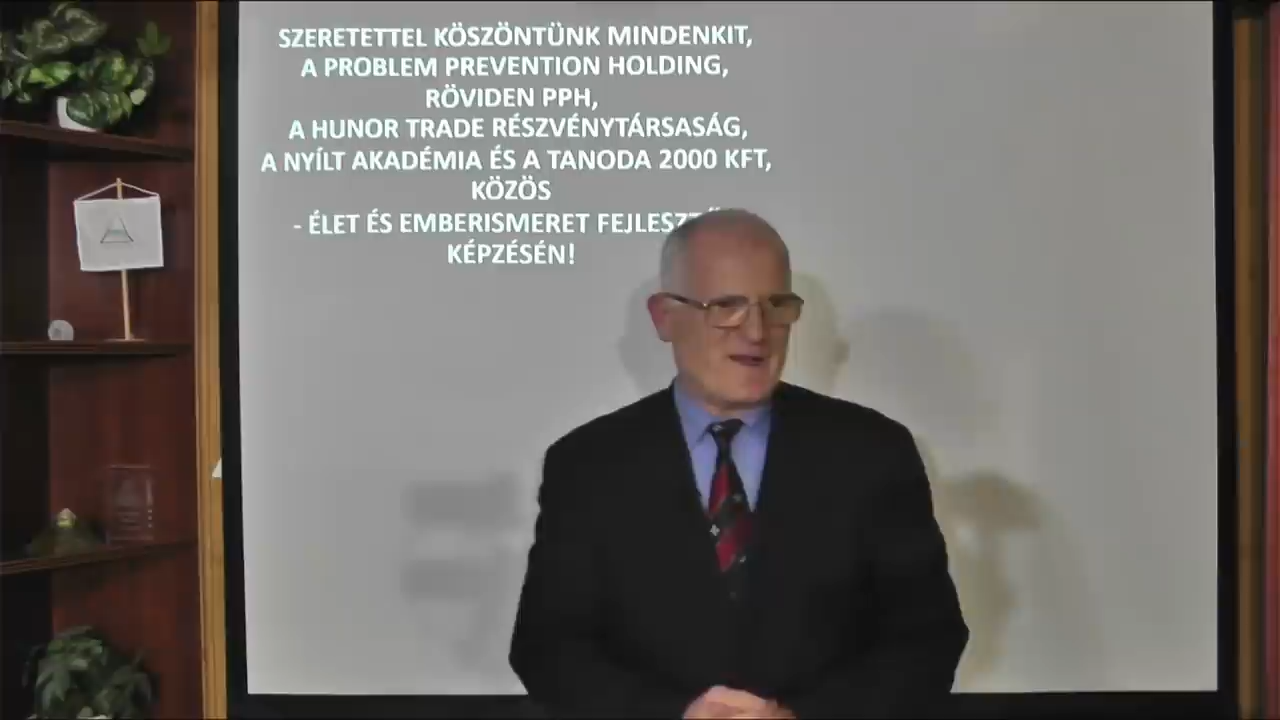 SZERETETTEL KÖSZÖNTÜNK MINDENKIT,
A PROBLEM PREVENTION HOLDING,
RÖVIDEN PPH,
A HUNOR TRADE RÉSZVÉNYTÁRSASÁG,
A NYÍLT AKADÉMIA ÉS A TANODA 2000 KFT,
KÖZÖS
- ÉLET ÉS EMBERISMERET
KÉPZÉSÉN!